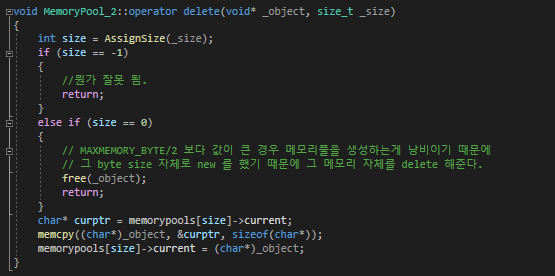 void MemoryPool_2::operator delete(void* _object, size_t _size)
{
int size = AssignSize(_size);
if (size == -1)
{
//뭔가 잘못 됨.
return;
}
else if (size == 0)
{
// MAXMEMORY_BYTE/2 보다 값이 큰 경우 메모리풀을 생성하는게 낭비이기 때문에
// 그 byte size 자체로 new 를 했기 때문에 그 메모리 자체를 delete 해준다.
free(_object);
return;
}
char* curptr = memorypools[size]->current;
memcpy((char*)_object, &curptr, sizeof(char*));
memorypools[size]->current = (char*)_object;
}